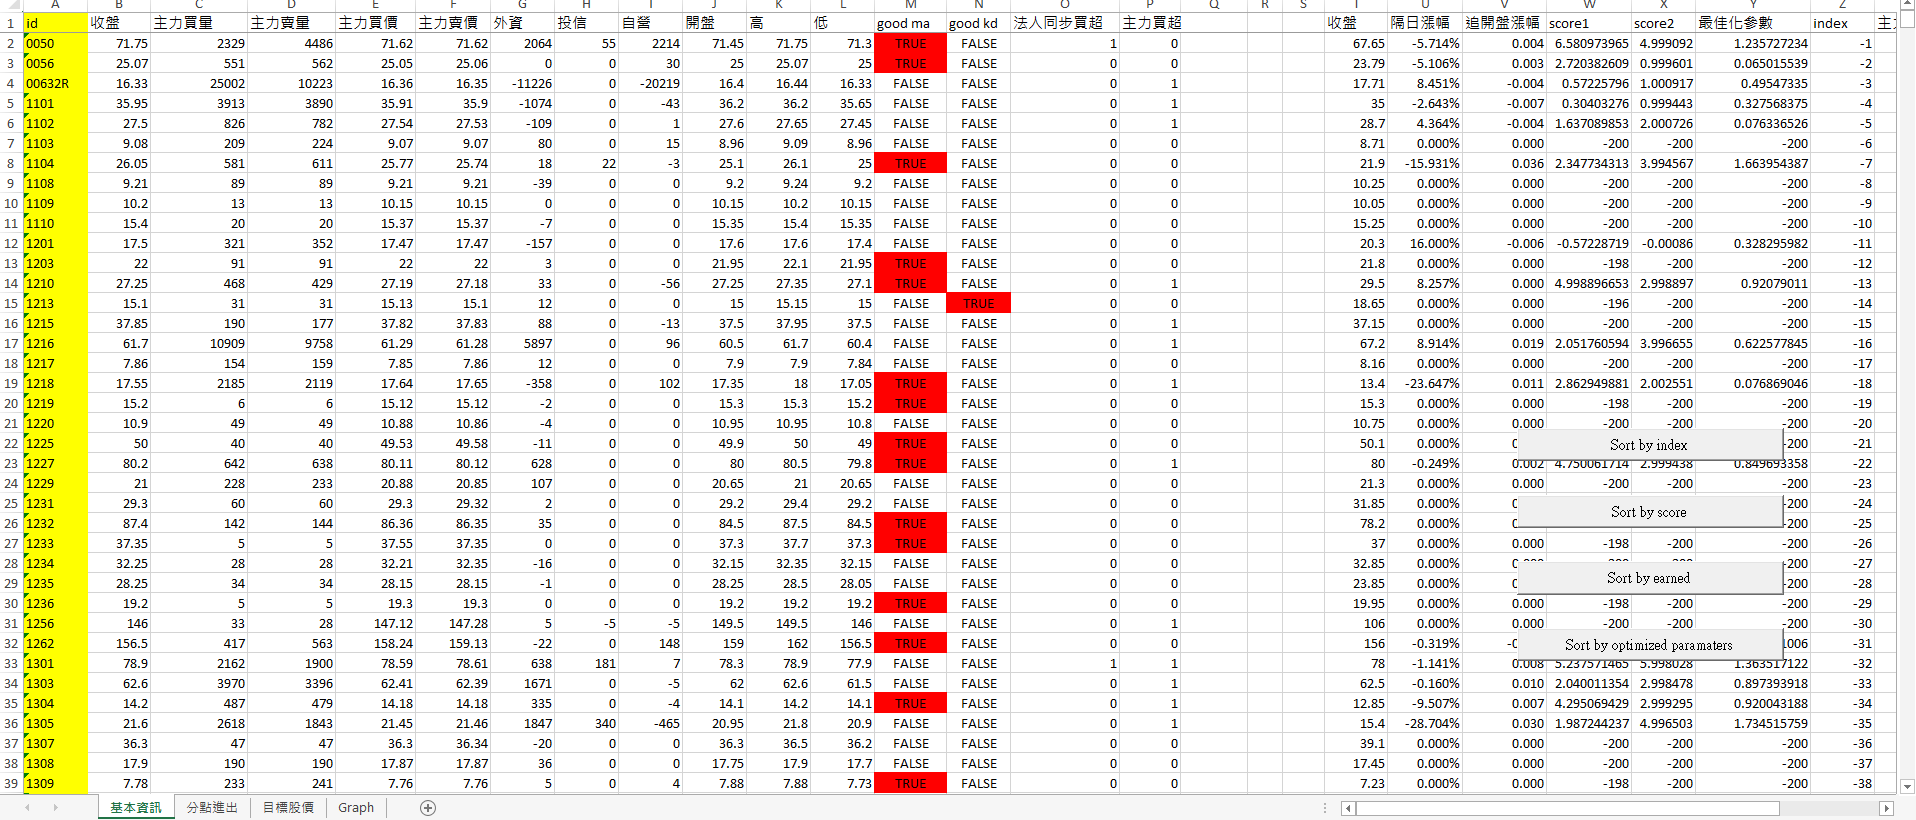 A B C D E F G H I J K L M N O P Q R S T U V W X Y Z
1 id 收盤 主力買量 主力賣量 主力買價 主力賣價 外資 投信 自營 開盤 高 低 good ma good kd 法人同步買超 主力買超 收盤 隔日漲幅 追開盤漲幅 score1 score2 最佳化參數 index
2 0050 71.75 2329 4486 71.62 71.62 2064 55 2214 71.45 71.75 71.3 TRUE FALSE 1 0 67.65 -5.714% 0.004 6.580973965 4.999092 1.235727234 -1
3 0056 25.07 551 562 25.05 25.06 0 0 30 25 25.07 25 TRUE FALSE 0 0 23.79 -5.106% 0.003 2.720382609 0.999601 0.065015539 -2
4 00632R 16.33 25002 10223 16.36 16.35 -11226 0 -20219 16.4 16.44 16.33 FALSE FALSE 0 1 17.71 8.451% -0.004 0.57225796 1.000917 0.49547335 -3
5 1101 35.95 3913 3890 35.91 35.9 -1074 0 -43 36.2 36.2 35.65 FALSE FALSE 0 1 35 -2.643% -0.007 0.30403276 0.999443 0.327568375 -4
6 1102 27.5 826 782 27.54 27.53 -109 0 1 27.6 27.65 27.45 FALSE FALSE 0 1 28.7 4.364% -0.004 1.637089853 2.000726 0.076336526 -5
7 1103 9.08 209 224 9.07 9.07 80 0 15 8.96 9.09 8.96 FALSE FALSE 0 0 8.71 0.000% 0.000 -200 -200 -200 -6
8 1104 26.05 581 611 25.77 25.74 18 22 -3 25.1 26.1 25 TRUE FALSE 0 0 21.9 -15.931% 0.036 2.347734313 3.994567 1.663954387 -7
9 1108 9.21 89 89 9.21 9.21 -39 0 0 9.2 9.24 9.2 FALSE FALSE 0 0 10.25 0.000% 0.000 -200 -200 -200 -8
10 1109 10.2 13 13 10.15 10.15 0 0 0 10.15 10.2 10.15 FALSE FALSE 0 0 10.05 0.000% 0.000 -200 -200 -200 -9
11 1110 15.4 20 20 15.37 15.37 -7 0 0 15.35 15.4 15.35 FALSE FALSE 0 0 15.25 0.000% 0.000 -200 -200 -200 -10
12 1201 17.5 321 352 17.47 17.47 -157 0 0 17.6 17.6 17.4 FALSE FALSE 0 0 20.3 16.000% -0.006 -0.57228719 -0.00086 0.328295982 -11
13 1203 22 91 91 22 22 3 0 0 21.95 22.1 21.95 TRUE FALSE 0 0 21.8 0.000% 0.000 -198 -200 -200 -12
14 1210 27.25 468 429 27.19 27.18 33 0 -56 27.25 27.35 27.1 TRUE FALSE 0 1 29.5 8.257% 0.000 4.998896653 2.998897 0.92079011 -13
15 1213 15.1 31 31 15.13 15.1 12 0 0 15 15.15 15 FALSE TRUE 0 0 18.65 0.000% 0.000 -196 -200 -200 -14
16 1215 37.85 190 177 37.82 37.83 88 0 -13 37.5 37.95 37.5 FALSE FALSE 0 1 37.15 0.000% 0.000 -200 -200 -200 -15
17 1216 61.7 10909 9758 61.29 61.28 5897 0 96 60.5 61.7 60.4 FALSE FALSE 0 1 67.2 8.914% 0.019 2.051760594 3.996655 0.622577845 -16
18 1217 7.86 154 159 7.85 7.86 12 0 0 7.9 7.9 7.84 FALSE FALSE 0 0 8.16 0.000% 0.000 -200 -200 -200 -17
19 1218 17.55 2185 2119 17.64 17.65 -358 0 102 17.35 18 17.05 TRUE FALSE 0 1 13.4 -23.647% 0.011 2.862949881 2.002551 0.076869046 -18
20 1219 15.2 6 6 15.12 15.12 -2 0 0 15.3 15.3 15.2 TRUE FALSE 0 0 15.3 0.000% 0.000 -198 -200 -200 -19
21 1220 10.9 49 49 10.88 10.86 -4 0 0 10.95 10.95 10.8 FALSE FALSE 0 0 10.75 0.000% 0.000 -200 -200 -200 -20
22 1225 50 40 40 49.53 49.58 -11 0 0 49.9 50 49 TRUE FALSE 0 0 50.1 0.000% Sort by index -200 -21
23 1227 80.2 642 638 80.11 80.12 628 0 0 80 80.5 79.8 TRUE FALSE 0 1 80 -0.249% 0.002 4.750061714 2.999438 0.849693358 -22
24 1229 21 228 233 20.88 20.85 107 0 0 20.65 21 20.65 FALSE FALSE 0 0 21.3 0.000% 0.000 -200 -200 -200 -23
25 1231 29.3 60 60 29.3 29.32 2 0 0 29.2 29.4 29.2 FALSE FALSE 0 0 31.85 0.000% -200 -24
26 1232 87.4 142 144 86.36 86.35 35 0 0 84.5 87.5 84.5 TRUE FALSE 0 0 78.2 0.000% Sort by score -200 -25
27 1233 37.35 5 5 37.55 37.35 0 0 0 37.3 37.7 37.3 TRUE FALSE 0 0 37 0.000% 0.000 -198 -200 -200 -26
28 1234 32.25 28 28 32.21 32.35 -16 0 0 32.15 32.35 32.15 FALSE FALSE 0 0 32.85 0.000% -200 -27
29 1235 28.25 34 34 28.15 28.15 -1 0 0 28.25 28.5 28.05 FALSE FALSE 0 0 23.85 0.000% Sort by earned -200 -28
30 1236 19.2 5 5 19.3 19.3 0 0 0 19.2 19.2 19.2 TRUE FALSE 0 0 19.95 0.000% 0.000 -198 -200 -200 -29
31 1256 146 33 28 147.12 147.28 5 -5 -5 149.5 149.5 146 FALSE FALSE 0 1 106 0.000% 0.000 -200 -200 -200 -30
32 1262 156.5 417 563 158.24 159.13 -22 0 148 159 162 156.5 TRUE FALSE 0 0 156 -0.319% Sort by optimized paramaters 1006 -31
33 1301 78.9 2162 1900 78.59 78.61 638 181 7 78.3 78.9 77.9 FALSE FALSE 1 1 78 -1.141% 0.008 5.237571465 5.998028 1.363517122 -32
34 1303 62.6 3970 3396 62.41 62.39 1671 0 -5 62 62.6 61.5 FALSE FALSE 0 1 62.5 -0.160% 0.010 2.040011354 2.998478 0.897393918 -33
35 1304 14.2 487 479 14.18 14.18 335 0 -4 14.1 14.2 14.1 TRUE FALSE 0 1 12.85 -9.507% 0.007 4.295069429 2.999295 0.920043188 -34
36 1305 21.6 2618 1843 21.45 21.46 1847 340 -465 20.95 21.8 20.9 FALSE FALSE 0 1 15.4 -28.704% 0.030 1.987244237 4.996503 1.734515759 -35
37 1307 36.3 47 47 36.3 36.34 -20 0 0 36.3 36.5 36.2 FALSE FALSE 0 0 39.1 0.000% 0.000 -200 -200 -200 -36
38 1308 17.9 190 190 17.87 17.87 36 0 0 17.75 17.9 17.7 FALSE FALSE 0 0 17.45 0.000% 0.000 -200 -200 -200 -37
39 1309 7.78 233 241 7.76 7.76 5 0 4 7.88 7.88 7.73 TRUE FALSE 0 0 7.23 0.000% 0.000 -198 -200 -200 -38
基本資訊 分點進出 目標股價 Graph